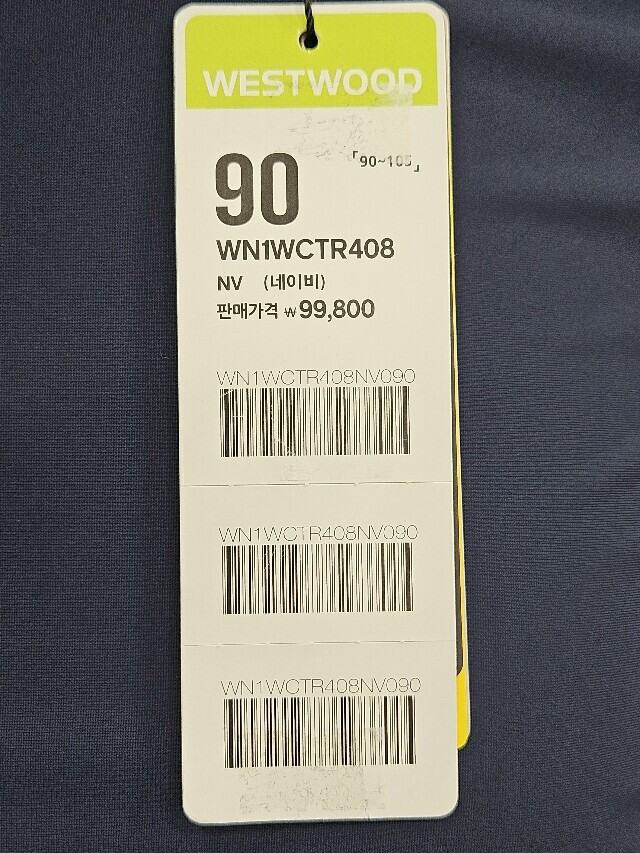 WESTWOOD
「90~105」
90
WN1WCTR408
NV (네이비)
판매가격 ₩99,800
WN1WCTR408NV090
WN1WCTR408NV090
WN1WCTR408NV090